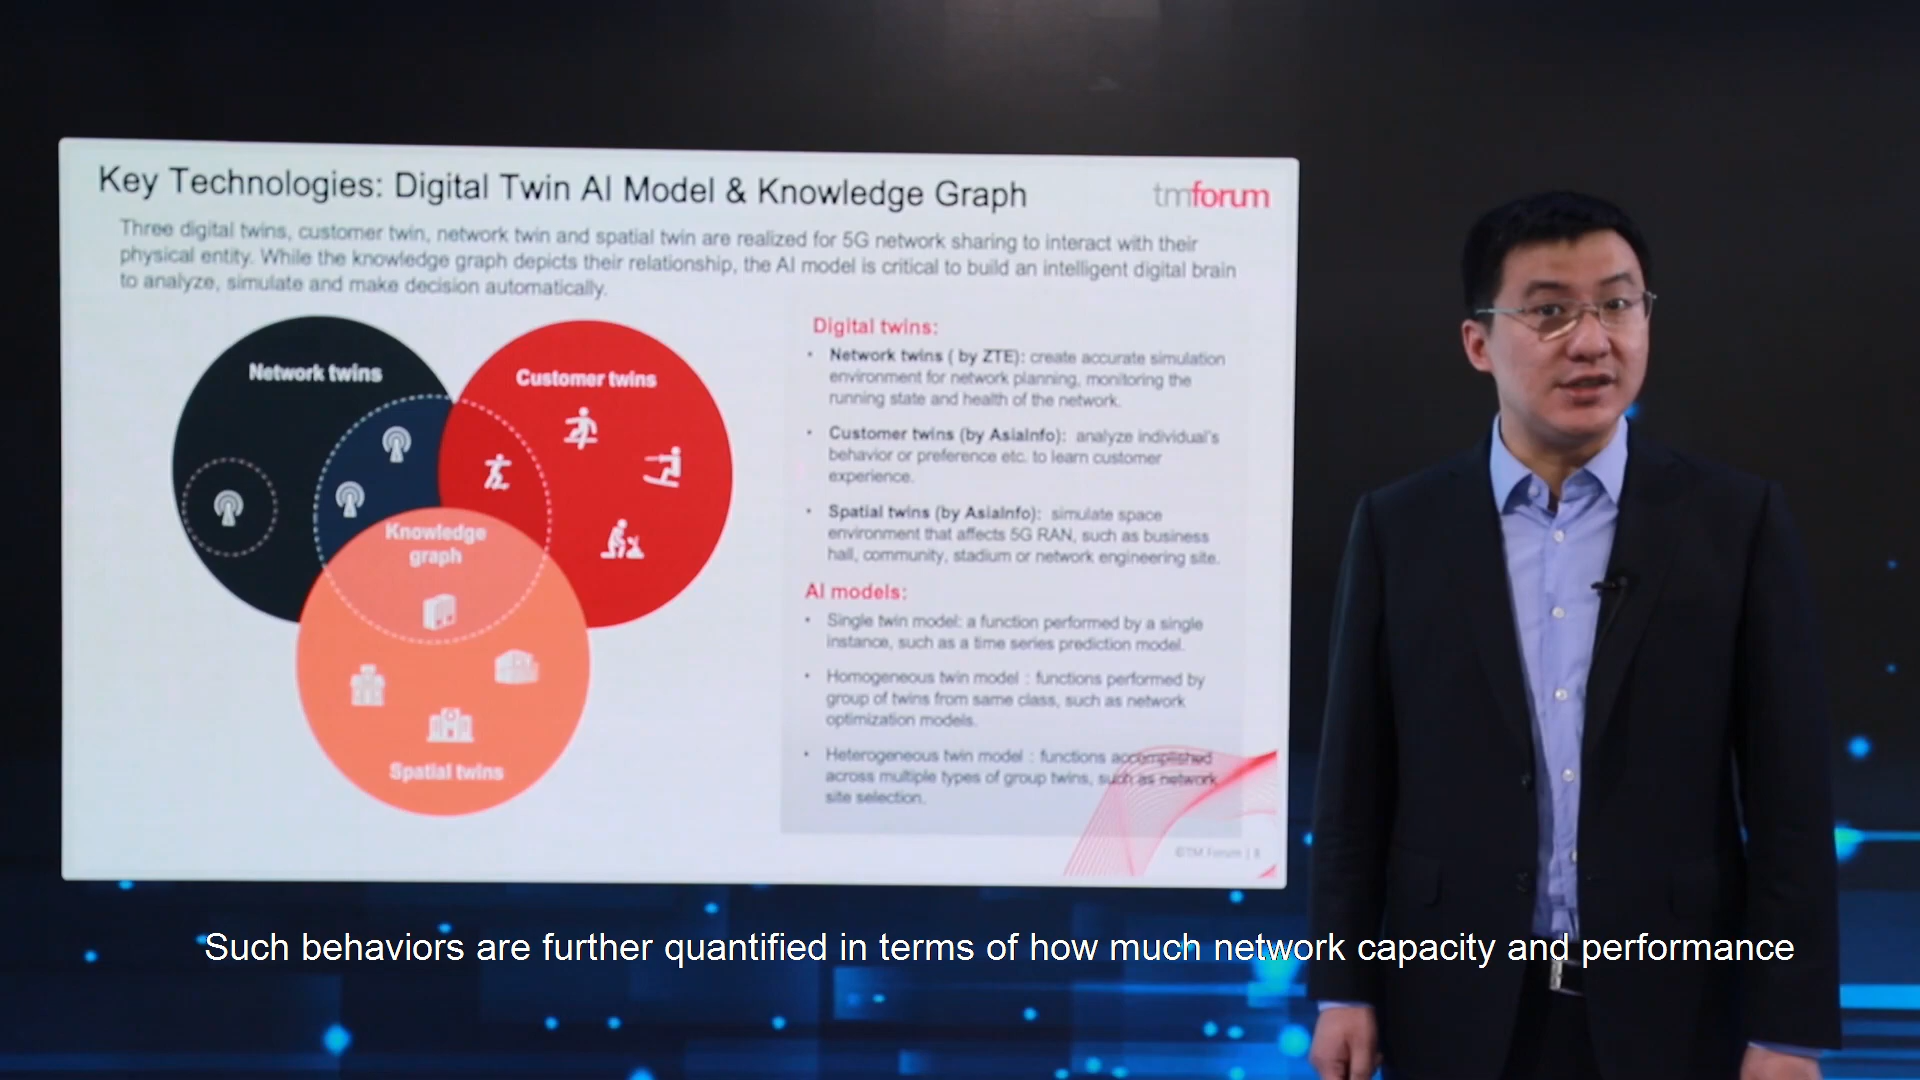 Key Technologies: Digital Twin AI Model & Knowledge Graph
tmforum
Three digital twins, customer twin, network twin and spatial twin are realized for 5G network sharing to interact with their
physical entity. While the knowledge graph depicts their relationship, the AI model is critical to build an intelligent digital brain
to analyze, simulate and make decision automatically.
Network twins
Customer twins
Knowledge
graph
Spatial twins
Digital twins:
• Network twins ( by ZTE): create accurate simulation
environment for network planning, monitoring the
running state and health of the network.
• Customer twins (by AsiaInfo): analyze individual's
behavior or preference etc. to learn customer
experience.
• Spatial twins (by AsiaInfo): simulate space
environment that affects 5G RAN, such as business
hall, community, stadium or network engineering site.
AI models:
• Single twin model: a function performed by a single
instance, such as a time series prediction model.
• Homogeneous twin model : functions performed by
group of twins from same class, such as network
optimization models.
• Heterogeneous twin model : functions accomplished
across multiple types of group twins, such as network
site selection.
©TM Forum | 8
Such behaviors are further quantified in terms of how much network capacity and performance